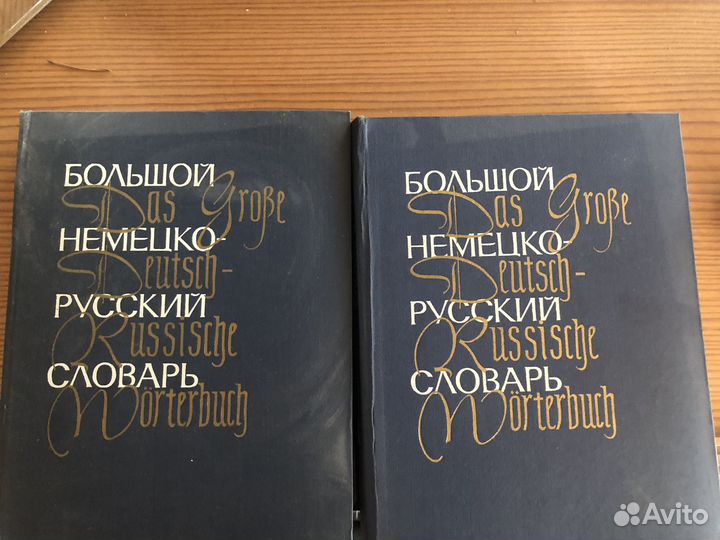 БОЛЬШОЙ
Das Große
НЕМЕЦКО-
Deutsch-
РУССКИЙ
Russische
СЛОВАРЬ
Wörterbuch
БОЛЬШОЙ
Das Große
НЕМЕЦКО-
Deutsch-
РУССКИЙ
Russische
СЛОВАРЬ
Wörterbuch
Avito